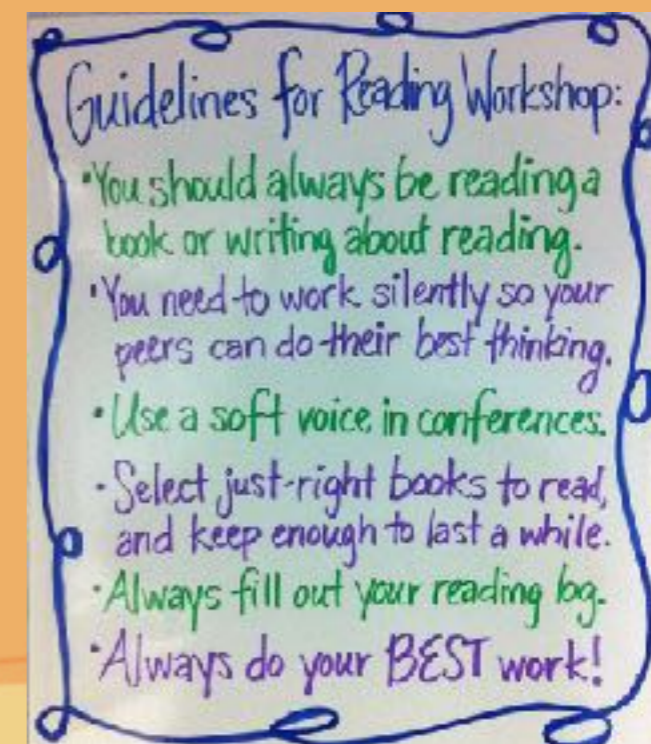 Guidelines for Reading Workshop:
•You should always be reading a
book or writing about reading.
•You need to work silently so your
peers can do their best thinking.
•Use a soft voice in conferences.
•Select just-right books to read,
and keep enough to last a while.
•Always fill out your reading log.
•Always do your BEST work!